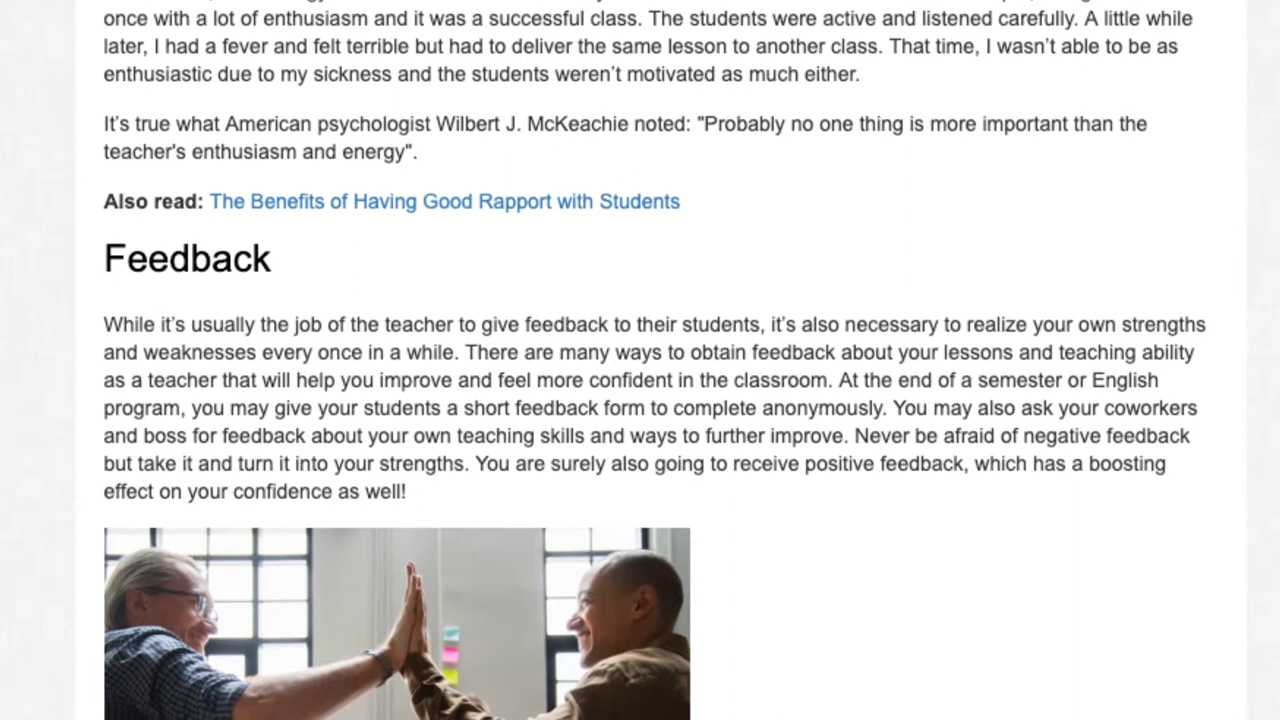 once with a lot of enthusiasm and it was a successful class. The students were active and listened carefully. A little while
later, I had a fever and felt terrible but had to deliver the same lesson to another class. That time, I wasn’t able to be as
enthusiastic due to my sickness and the students weren’t motivated as much either.
It’s true what American psychologist Wilbert J. McKeachie noted: "Probably no one thing is more important than the
teacher's enthusiasm and energy".
Also read: The Benefits of Having Good Rapport with Students
Feedback
While it’s usually the job of the teacher to give feedback to their students, it’s also necessary to realize your own strengths
and weaknesses every once in a while. There are many ways to obtain feedback about your lessons and teaching ability
as a teacher that will help you improve and feel more confident in the classroom. At the end of a semester or English
program, you may give your students a short feedback form to complete anonymously. You may also ask your coworkers
and boss for feedback about your own teaching skills and ways to further improve. Never be afraid of negative feedback
but take it and turn it into your strengths. You are surely also going to receive positive feedback, which has a boosting
effect on your confidence as well!